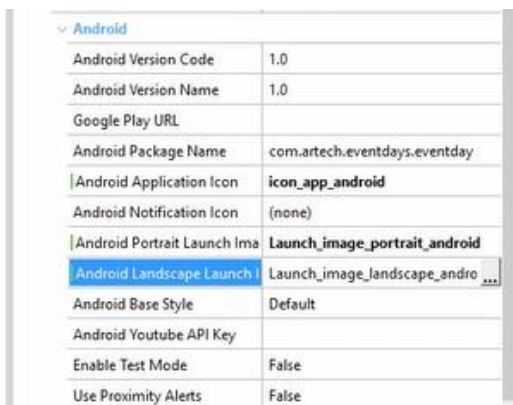 Android
Android Version Code 1.0
Android Version Name 1.0
Google Play URL
Android Package Name com.artech.eventdays.eventday
Android Application Icon icon_app_android
Android Notification Icon (none)
Android Portrait Launch Ima Launch_image_portrait_android
Android Landscape Launch I Launch_image_landscape_andro ...
Android Base Style Default
Android Youtube API Key
Enable Test Mode False
Use Proximity Alerts False